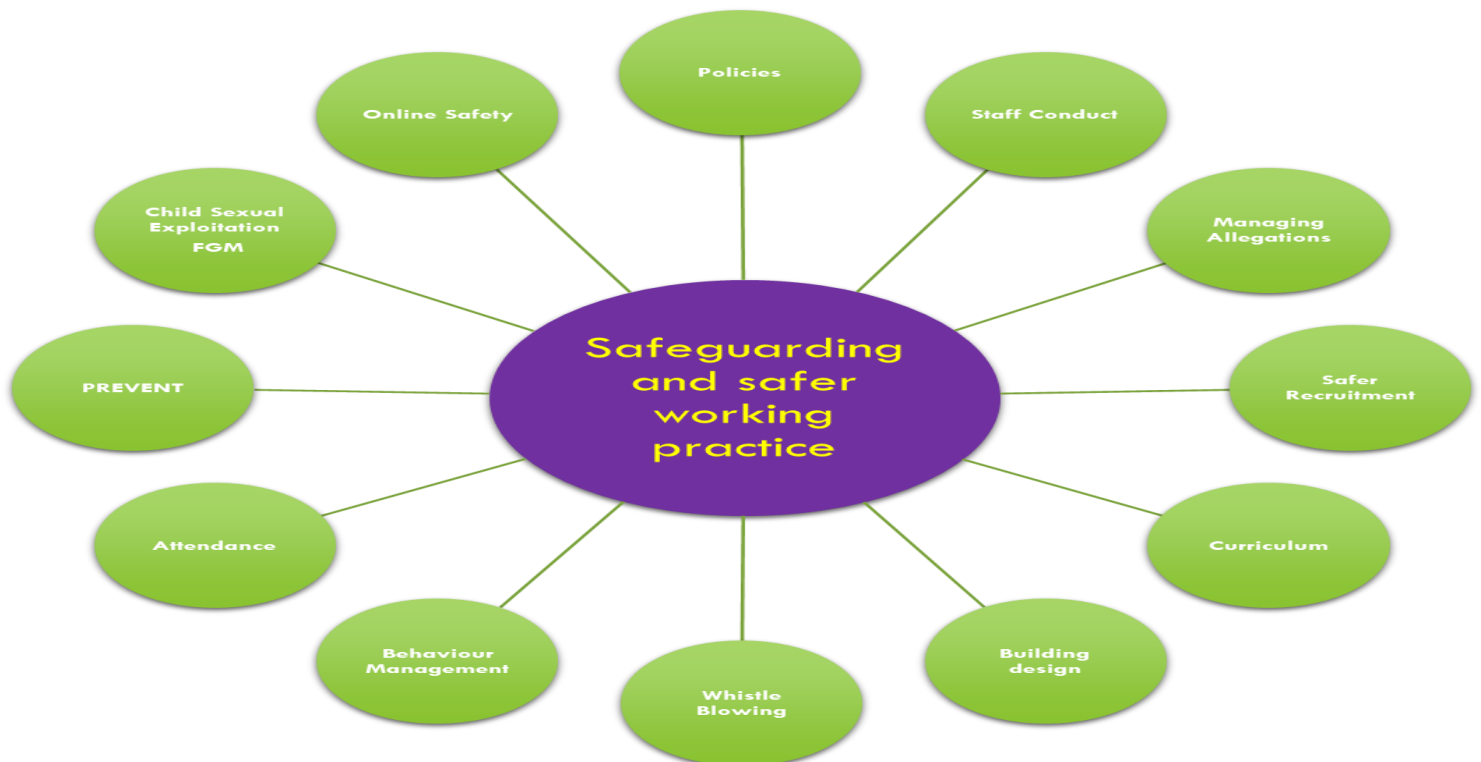 Policies
Staff Conduct
Managing
Allegations
Safer
Recruitment
Curriculum
Building
design
Whistle
Blowing
Behaviour
Management
Attendance
PREVENT
Child Sexual
Exploitation
FGM
Online Safety
Safeguarding
and safer
working
practice